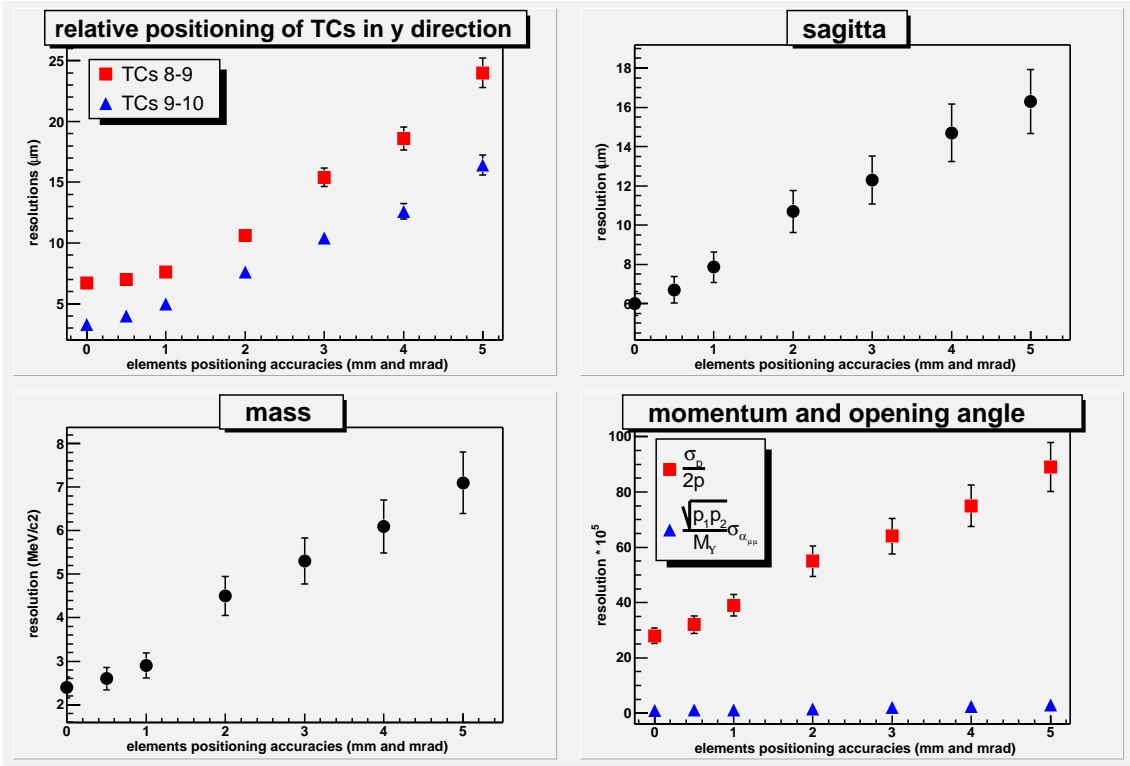 relative positioning of TCs in y direction
TCs 8-9
TCs 9-10
25
20
15
10
5
resolutions (μm)
0 1 2 3 4 5
elements positioning accuracies (mm and mrad)
sagitta
18
16
14
12
10
8
6
resolution (μm)
0 1 2 3 4 5
elements positioning accuracies (mm and mrad)
mass
8
7
6
5
4
3
2
resolution (MeV/c2)
0 1 2 3 4 5
elements positioning accuracies (mm and mrad)
momentum and opening angle
σp
2p
√p1p2
MΥ
σαμμ
100
80
60
40
20
0
resolution * 10⁵
0 1 2 3 4 5
elements positioning accuracies (mm and mrad)